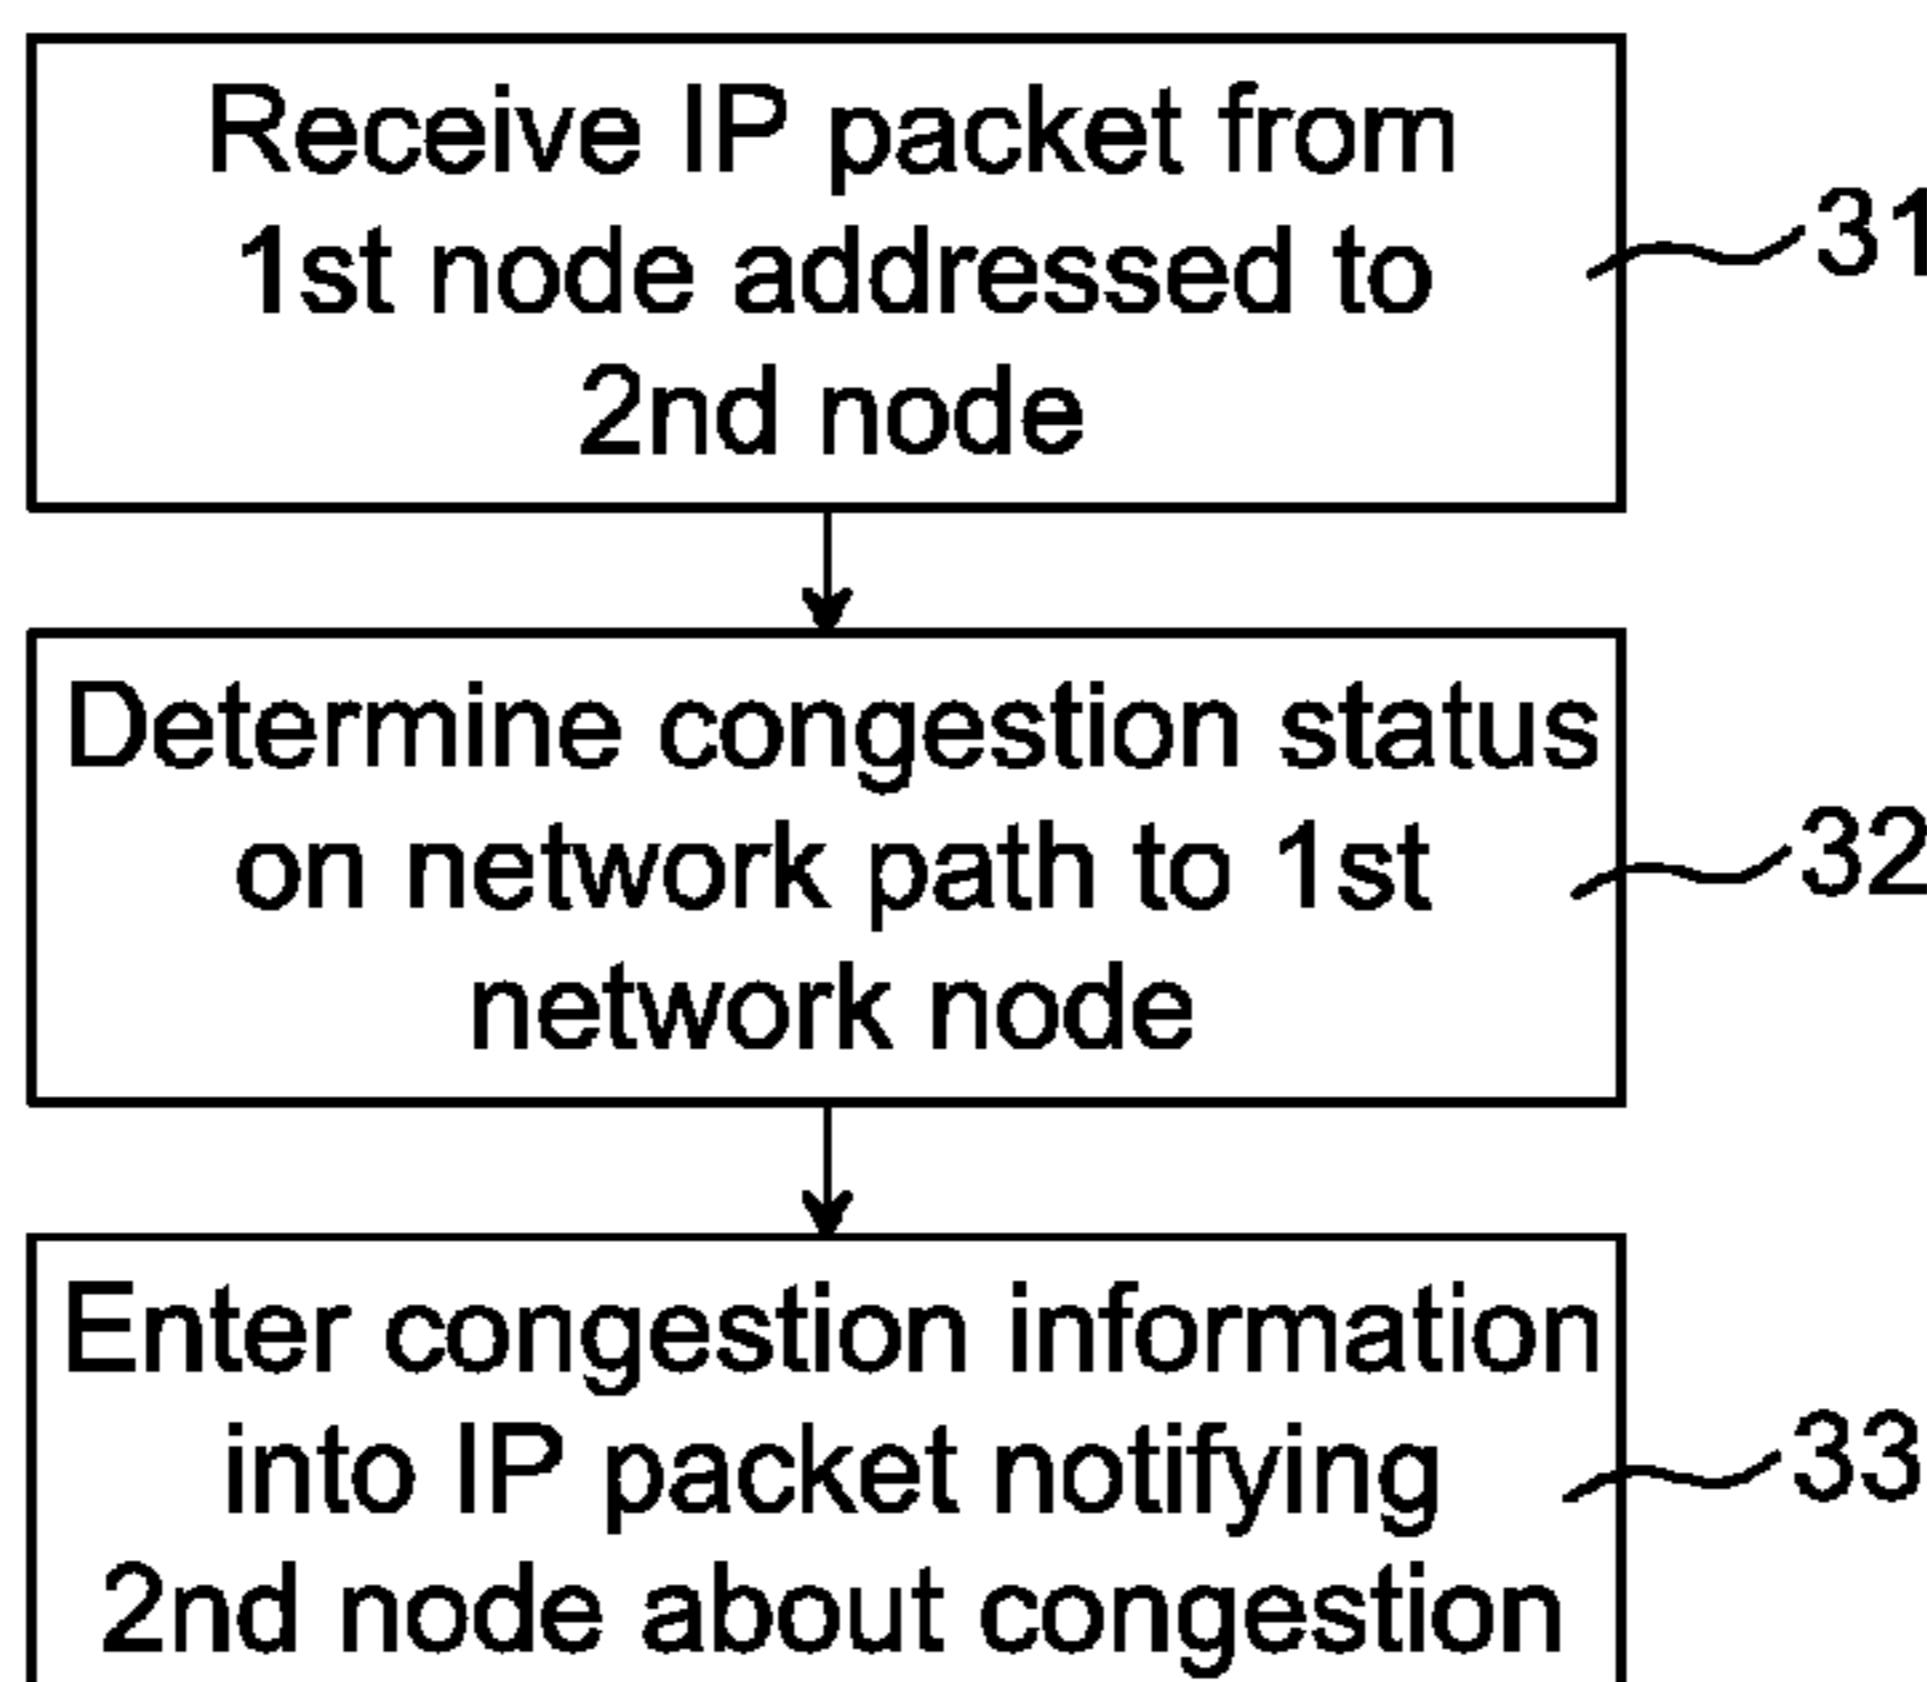 Receive IP packet from
1st node addressed to
2nd node
31
Determine congestion status
on network path to 1st
network node
32
Enter congestion information
into IP packet notifying
2nd node about congestion
33